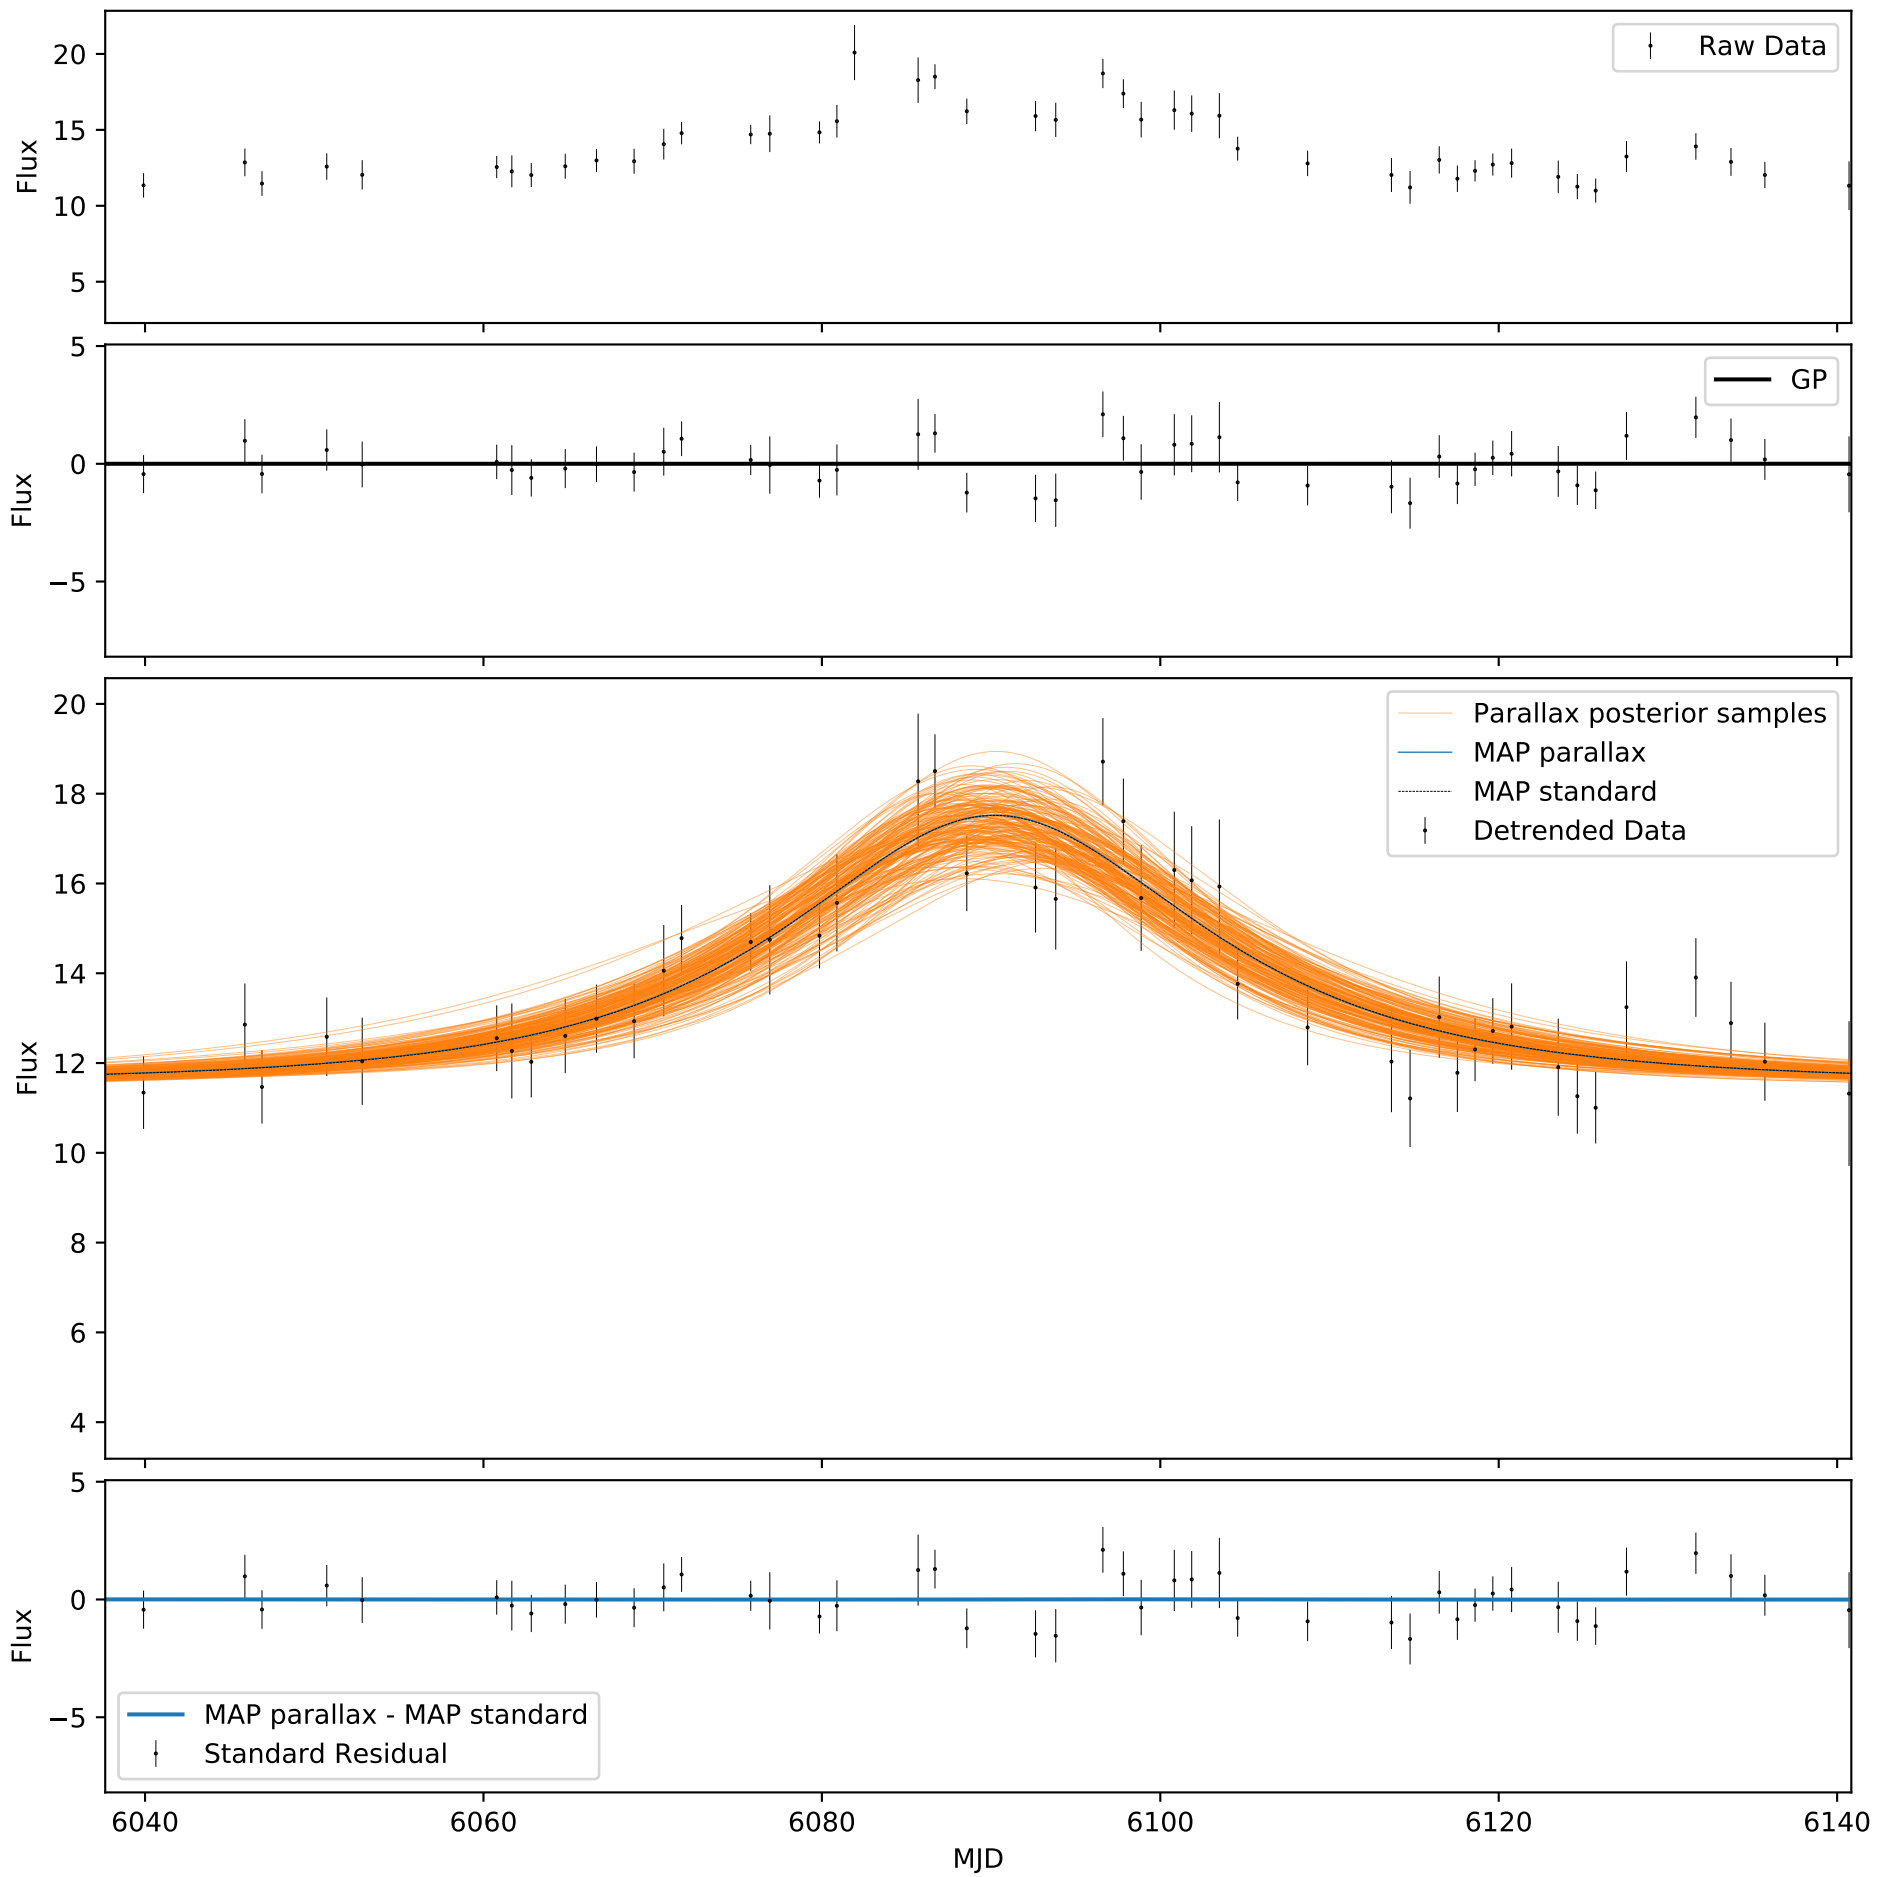 20
15
10
5
Flux
Raw Data
5
0
−5
Flux
GP
20
18
16
14
12
10
8
6
4
Flux
Parallax posterior samples
MAP parallax
MAP standard
Detrended Data
5
0
−5
Flux
MAP parallax - MAP standard
Standard Residual
6040 6060 6080 6100 6120 6140
MJD